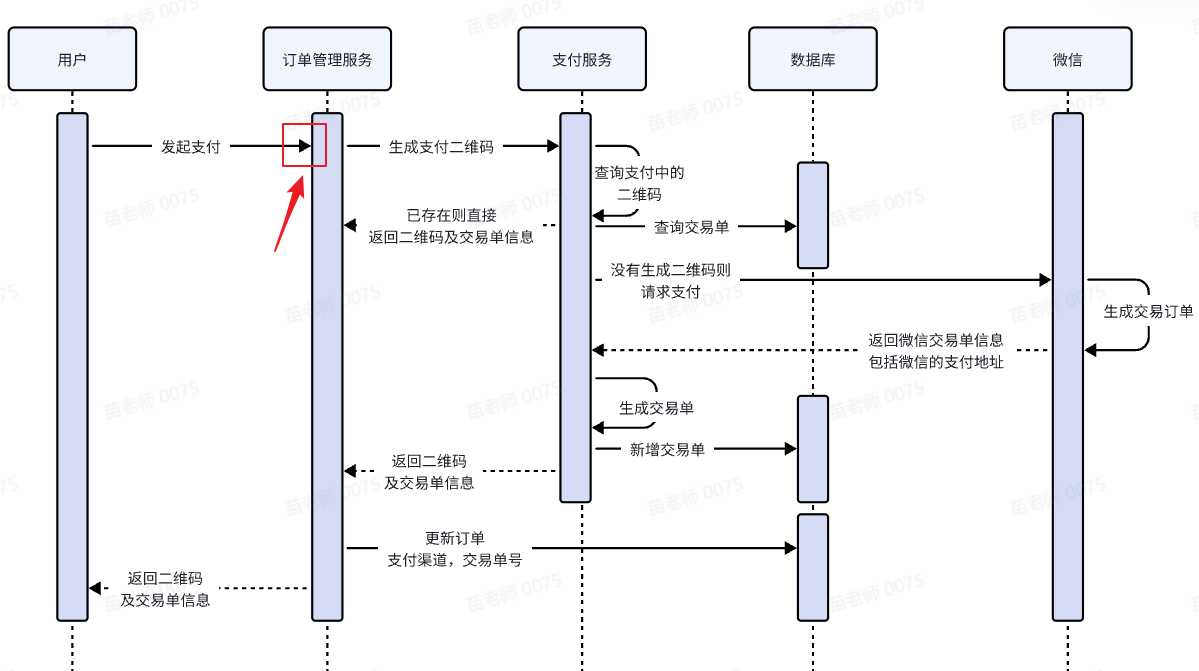 用户
订单管理服务
支付服务
数据库
微信
发起支付
生成支付二维码
查询支付中的
二维码
已存在则直接
返回二维码及交易单信息
查询交易单
没有生成二维码则
请求支付
生成交易订单
返回微信交易单信息
包括微信的支付地址
生成交易单
新增交易单
返回二维码
及交易单信息
更新订单
支付渠道，交易单号
返回二维码
及交易单信息
苗老师 0075